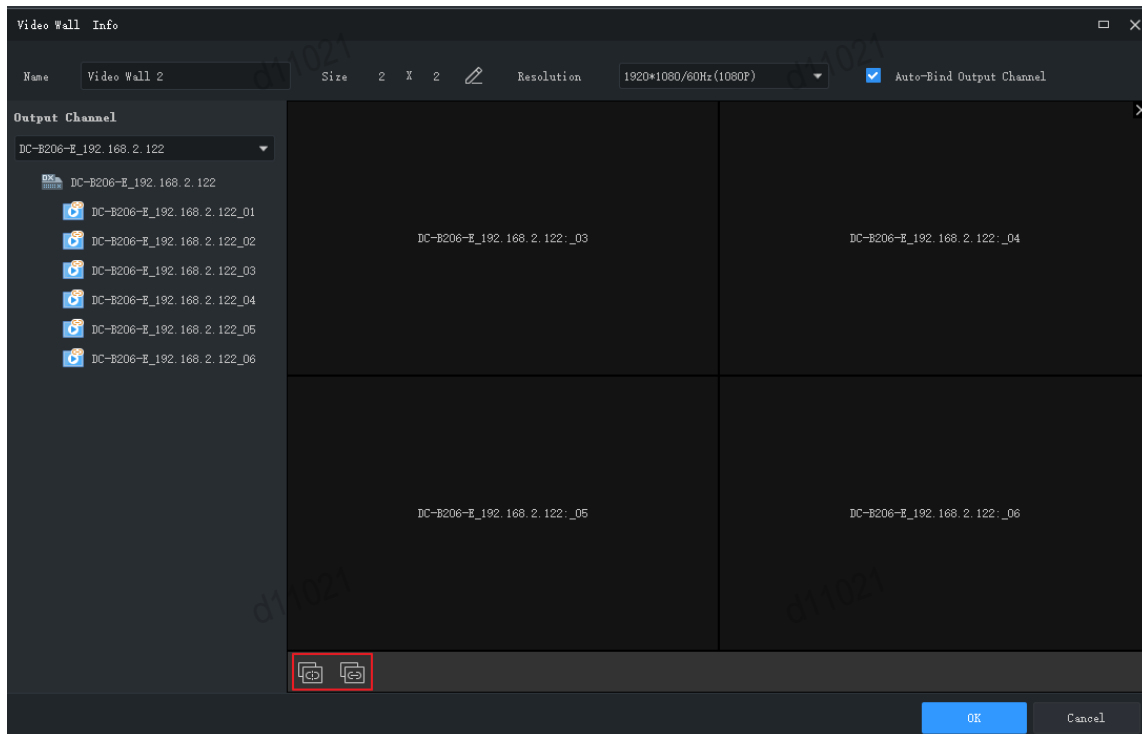 Video Wall Info
Name Video Wall 2 Size 2 X 2 Resolution 1920*1080/60Hz(1080P) Auto-Bind Output Channel
Output Channel
DC-B206-E_192.168.2.122
DC-B206-E_192.168.2.122
DC-B206-E_192.168.2.122_01
DC-B206-E_192.168.2.122_02
DC-B206-E_192.168.2.122_03
DC-B206-E_192.168.2.122_04
DC-B206-E_192.168.2.122_05
DC-B206-E_192.168.2.122_06
DC-B206-E_192.168.2.122:_03
DC-B206-E_192.168.2.122:_04
DC-B206-E_192.168.2.122:_05
DC-B206-E_192.168.2.122:_06
OK Cancel
d11021
d11021
d11021
d11021